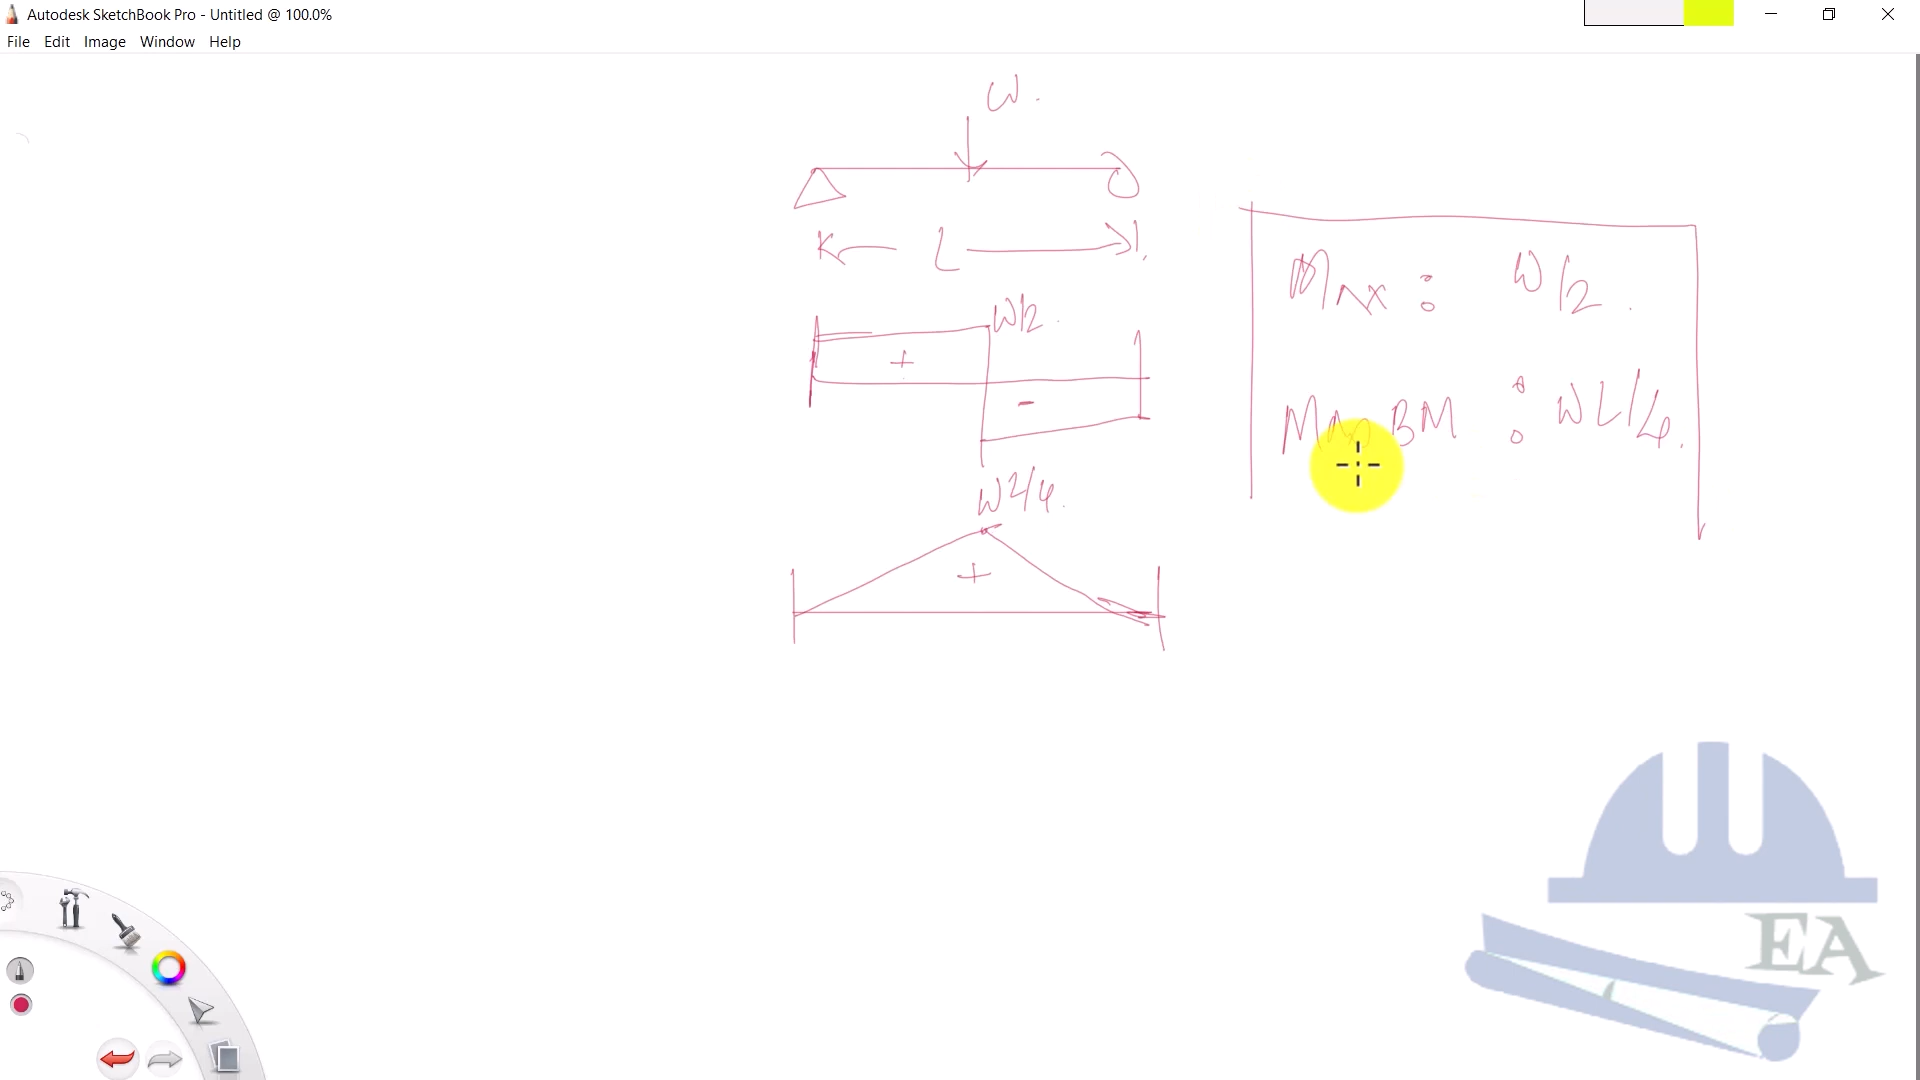 Autodesk SketchBook Pro - Untitled @ 100.0%
File Edit Image Window Help
W.
L
W/2.
+
-
WL/4.
+
Max : W/2.
Max BM : WL/4.
EA